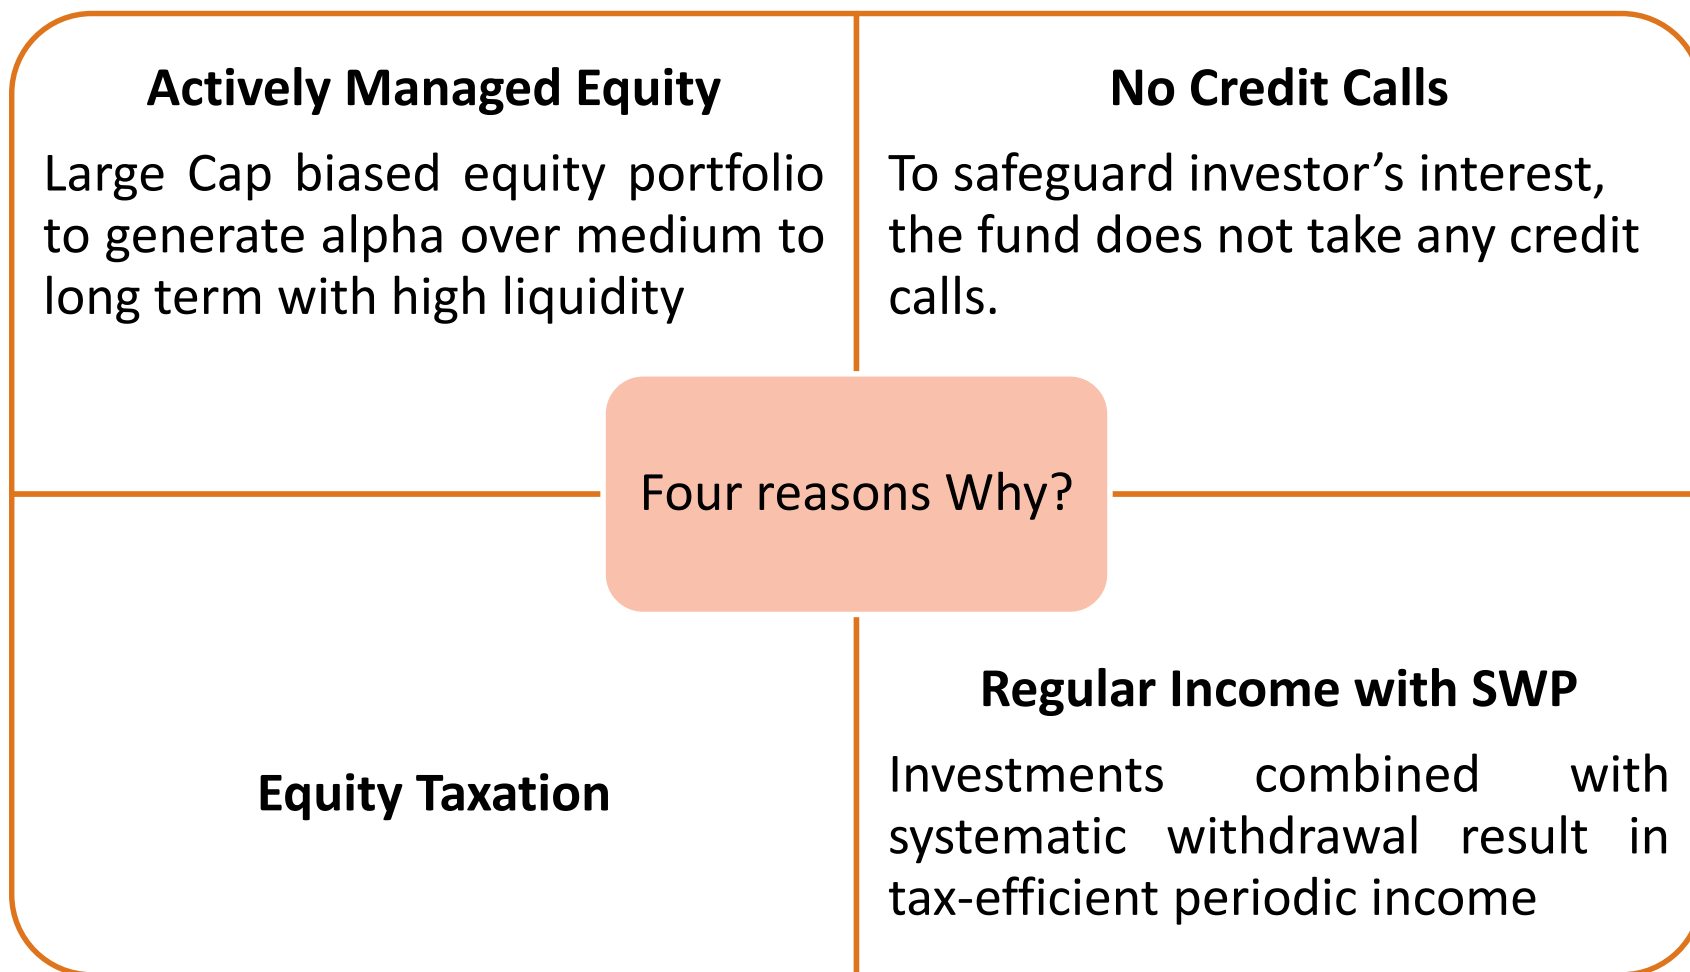 Actively Managed Equity
Large Cap biased equity portfolio
to generate alpha over medium to
long term with high liquidity
No Credit Calls
To safeguard investor’s interest,
the fund does not take any credit
calls.
Four reasons Why?
Equity Taxation
Regular Income with SWP
Investments combined with
systematic withdrawal result in
tax-efficient periodic income